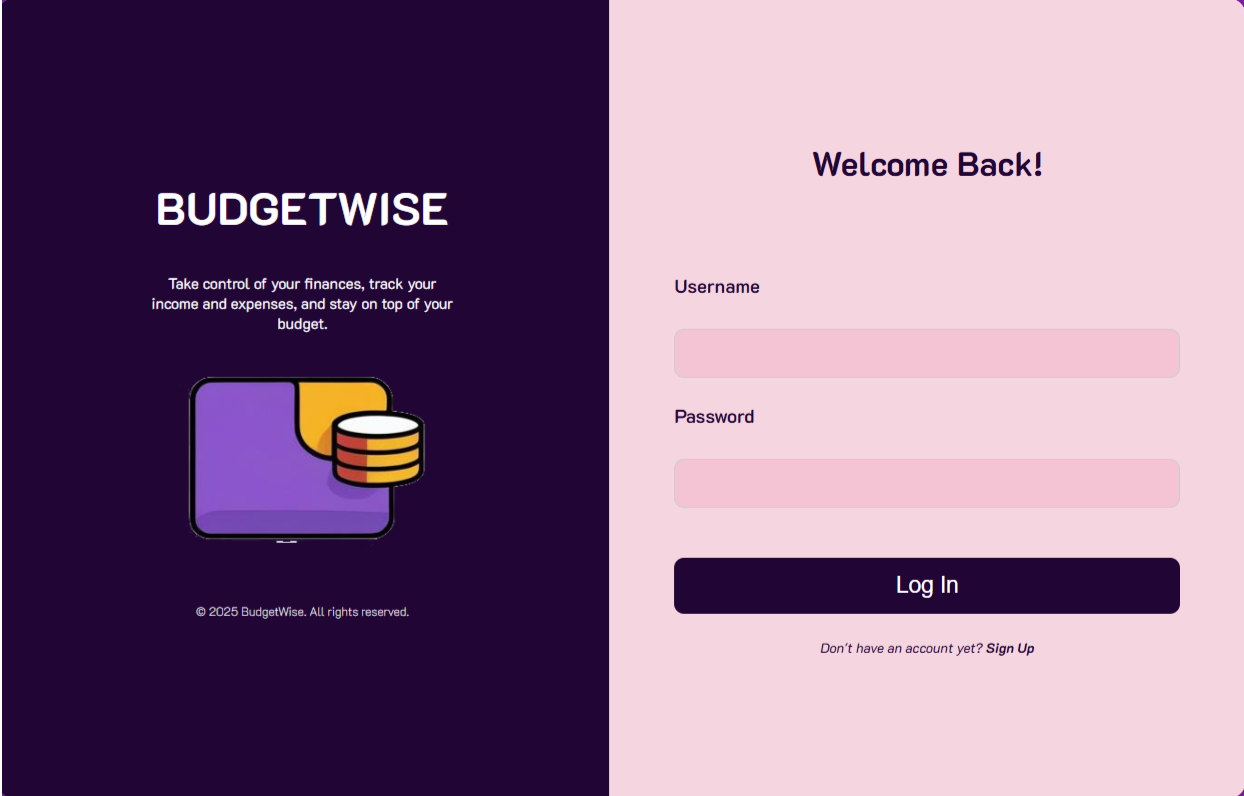 BUDGETWISE
Take control of your finances, track your
income and expenses, and stay on top of your
budget.
© 2025 BudgetWise. All rights reserved.
Welcome Back!
Username
Password
Log In
Don't have an account yet? Sign Up